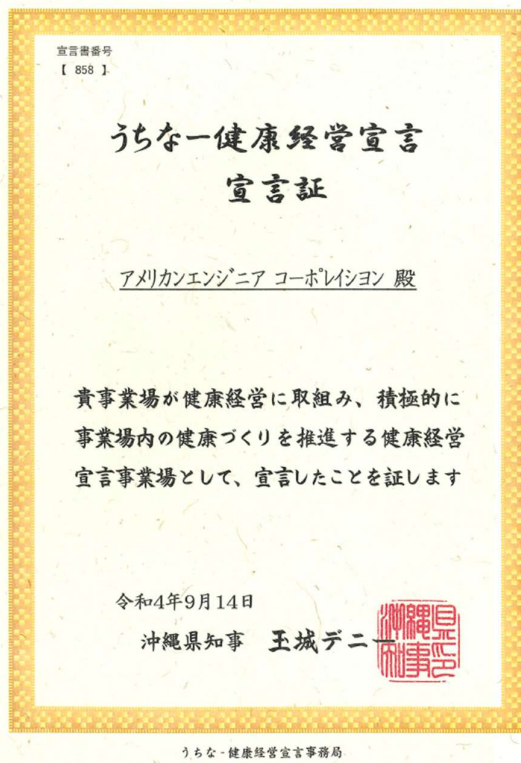 宣言書番号
【 858 】
うちなー健康経営宣言
宣言証
アメリカンエンジニア コーポレイシヨン 殿
貴事業場が健康経営に取組み、積極的に
事業場内の健康づくりを推進する健康経営
宣言事業場として、宣言したことを証します
令和4年9月14日
沖縄県知事 玉城デニー
沖縄県知事印
うちな-健康経営宣言事務局